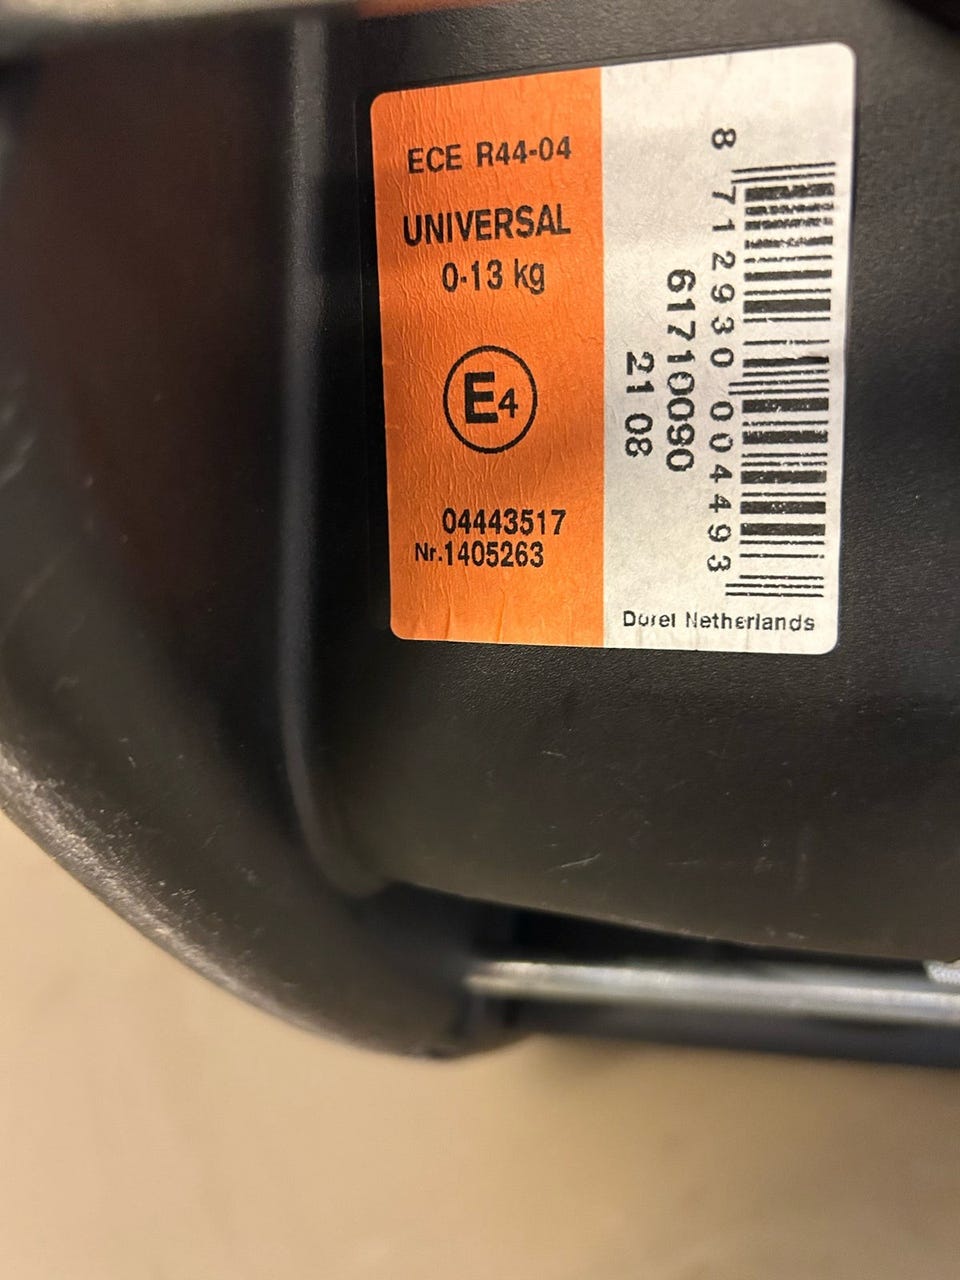 ECE R44-04
UNIVERSAL
0-13 kg
E4
04443517
Nr.1405263
8 712930 004493
61710090
21 08
Dorel Netherlands